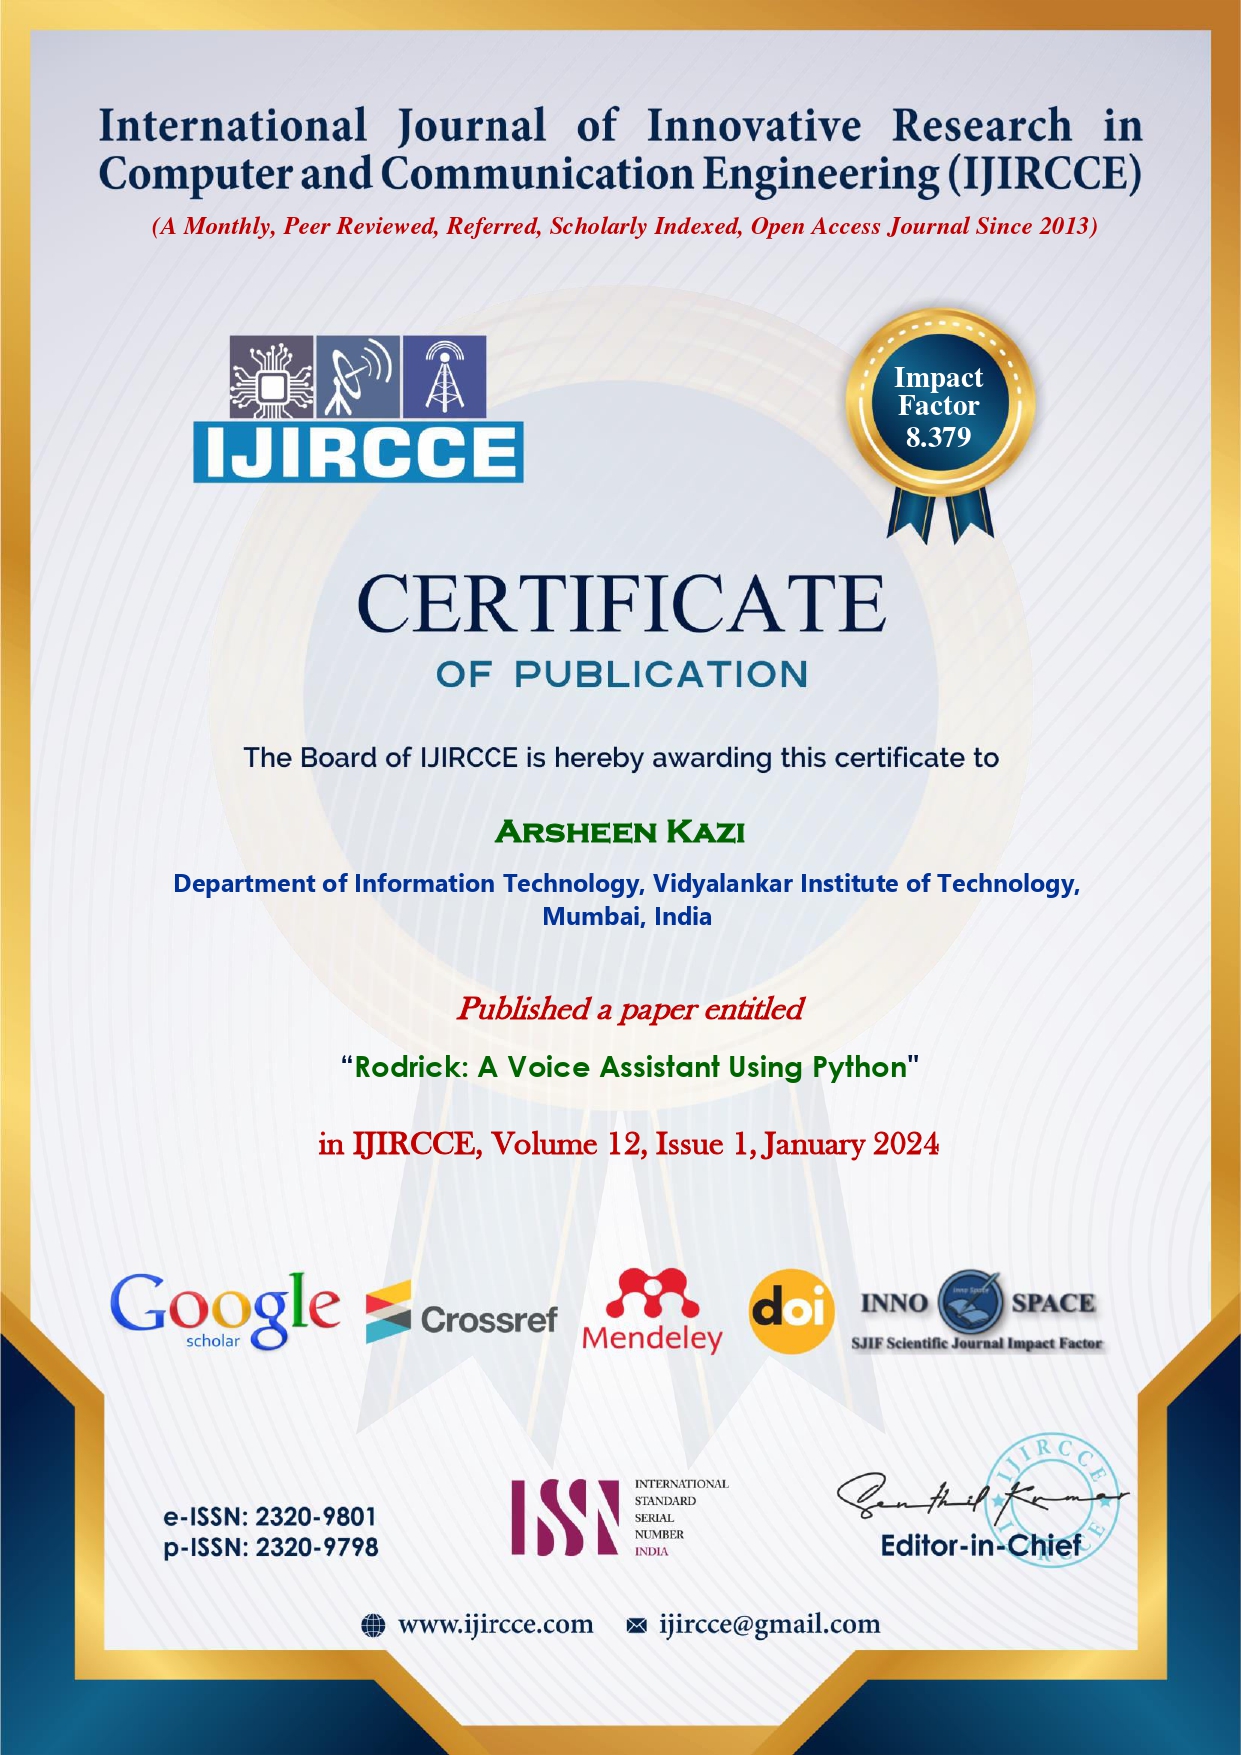 International Journal of Innovative Research in
Computer and Communication Engineering (IJIRCCE)
(A Monthly, Peer Reviewed, Referred, Scholarly Indexed, Open Access Journal Since 2013)
IJIRCCE
Impact
Factor
8.379
CERTIFICATE
OF PUBLICATION
The Board of IJIRCCE is hereby awarding this certificate to
ARSHEEN KAZI
Department of Information Technology, Vidyalankar Institute of Technology,
Mumbai, India
Published a paper entitled
“Rodrick: A Voice Assistant Using Python"
in IJIRCCE, Volume 12, Issue 1, January 2024
Google
scholar
Crossref
Mendeley
doi
INNO SPACE
Inno Space
SJIF Scientific Journal Impact Factor
e-ISSN: 2320-9801
p-ISSN: 2320-9798
ISSN
INTERNATIONAL
STANDARD
SERIAL
NUMBER
INDIA
Senthil Kumar
IJIRCCE
IJIRCCE
Editor-in-Chief
www.ijircce.com ijircce@gmail.com